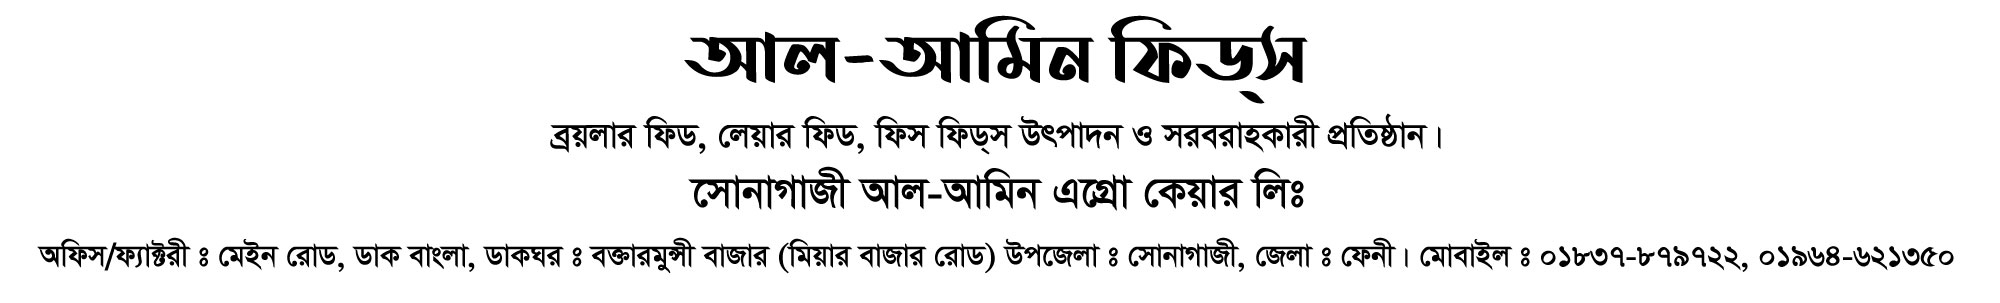 আল-আমিন ফিড্‌স
ব্রয়লার ফিড, লেয়ার ফিড, ফিস ফিড্‌স উৎপাদন ও সরবরাহকারী প্রতিষ্ঠান।
সোনাগাজী আল-আমিন এগ্রো কেয়ার লিঃ
অফিস/ফ্যাক্টরী ঃ মেইন রোড, ডাক বাংলা, ডাকঘর ঃ বক্তারমুন্সী বাজার (মিয়ার বাজার রোড) উপজেলা ঃ সোনাগাজী, জেলা ঃ ফেনী। মোবাইল ঃ ০১৮৩৭-৮৭৯৭২২, ০১৯৬৪-৬২১৩৫০